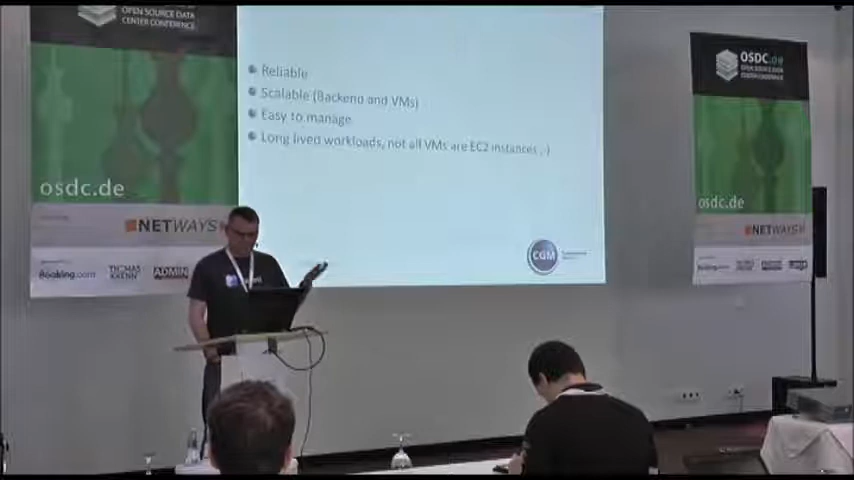 OPEN SOURCE DATA
CENTER CONFERENCE
osdc.de
NETWAYS
Booking.com
THOMAS
KRENN
ADMIN
Reliable
Scalable (Backend and VMs)
Easy to manage
Long lived workloads, not all VMs are EC2 instances ;-)
CGM
OSDC.de
OPEN SOURCE DATA
CENTER CONFERENCE
osdc.de
NETWAYS